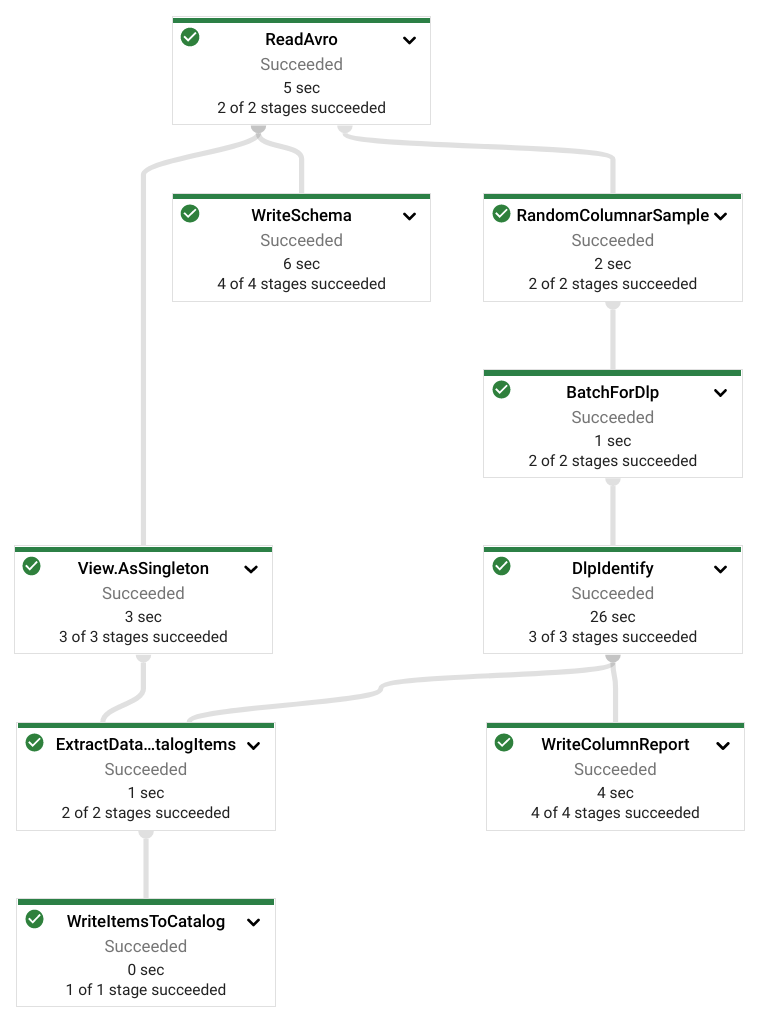 ReadAvro
Succeeded
5 sec
2 of 2 stages succeeded
WriteSchema
Succeeded
6 sec
4 of 4 stages succeeded
RandomColumnarSample
Succeeded
2 sec
2 of 2 stages succeeded
BatchForDlp
Succeeded
1 sec
2 of 2 stages succeeded
View.AsSingleton
Succeeded
3 sec
3 of 3 stages succeeded
DlpIdentify
Succeeded
26 sec
3 of 3 stages succeeded
ExtractData...talogItems
Succeeded
1 sec
2 of 2 stages succeeded
WriteColumnReport
Succeeded
4 sec
4 of 4 stages succeeded
WriteItemsToCatalog
Succeeded
0 sec
1 of 1 stage succeeded